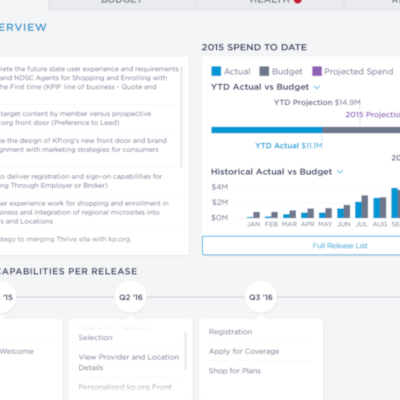 BUDGET
HEALTH
ERVIEW
lete the future state user experience and requirements
and NDSC Agents for Shopping and Enrolling with
the First time (KPIF line of business - Quote and
target content by member versus prospective
.org front door (Preference to Lead)
e the design of KP.org's new front door and brand
gnment with marketing strategies for consumers
to deliver registration and sign-on capabilities for
ing Through Employer or Broker)
er experience work for shopping and enrollment in
siness and integration of regional microsites into
s and Locations
ategy to merging Thrive site with kp.org.
2015 SPEND TO DATE
Actual Budget Projected Spend
YTD Actual vs Budget
YTD Projection $14.9M
2015 Projectio
YTD Actual $11.1M
20
Historical Actual vs Budget
$4M
$2M
$0M
JAN FEB MAR APR MAY JUN JUL AUG SE
Full Release List
CAPABILITIES PER RELEASE
'15
Q2 '16
Q3 '16
Welcome
Selection
View Provider and Location
Details
Personalized kp.org Front
Registration
Apply for Coverage
Shop for Plans